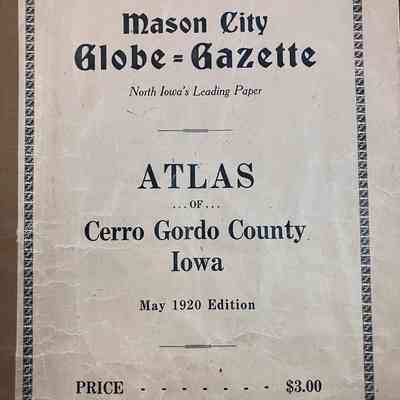 Mason City
Globe=Gazette
North Iowa's Leading Paper
ATLAS
...OF...
Cerro Gordo County
Iowa
May 1920 Edition
PRICE - - - - - - $3.00